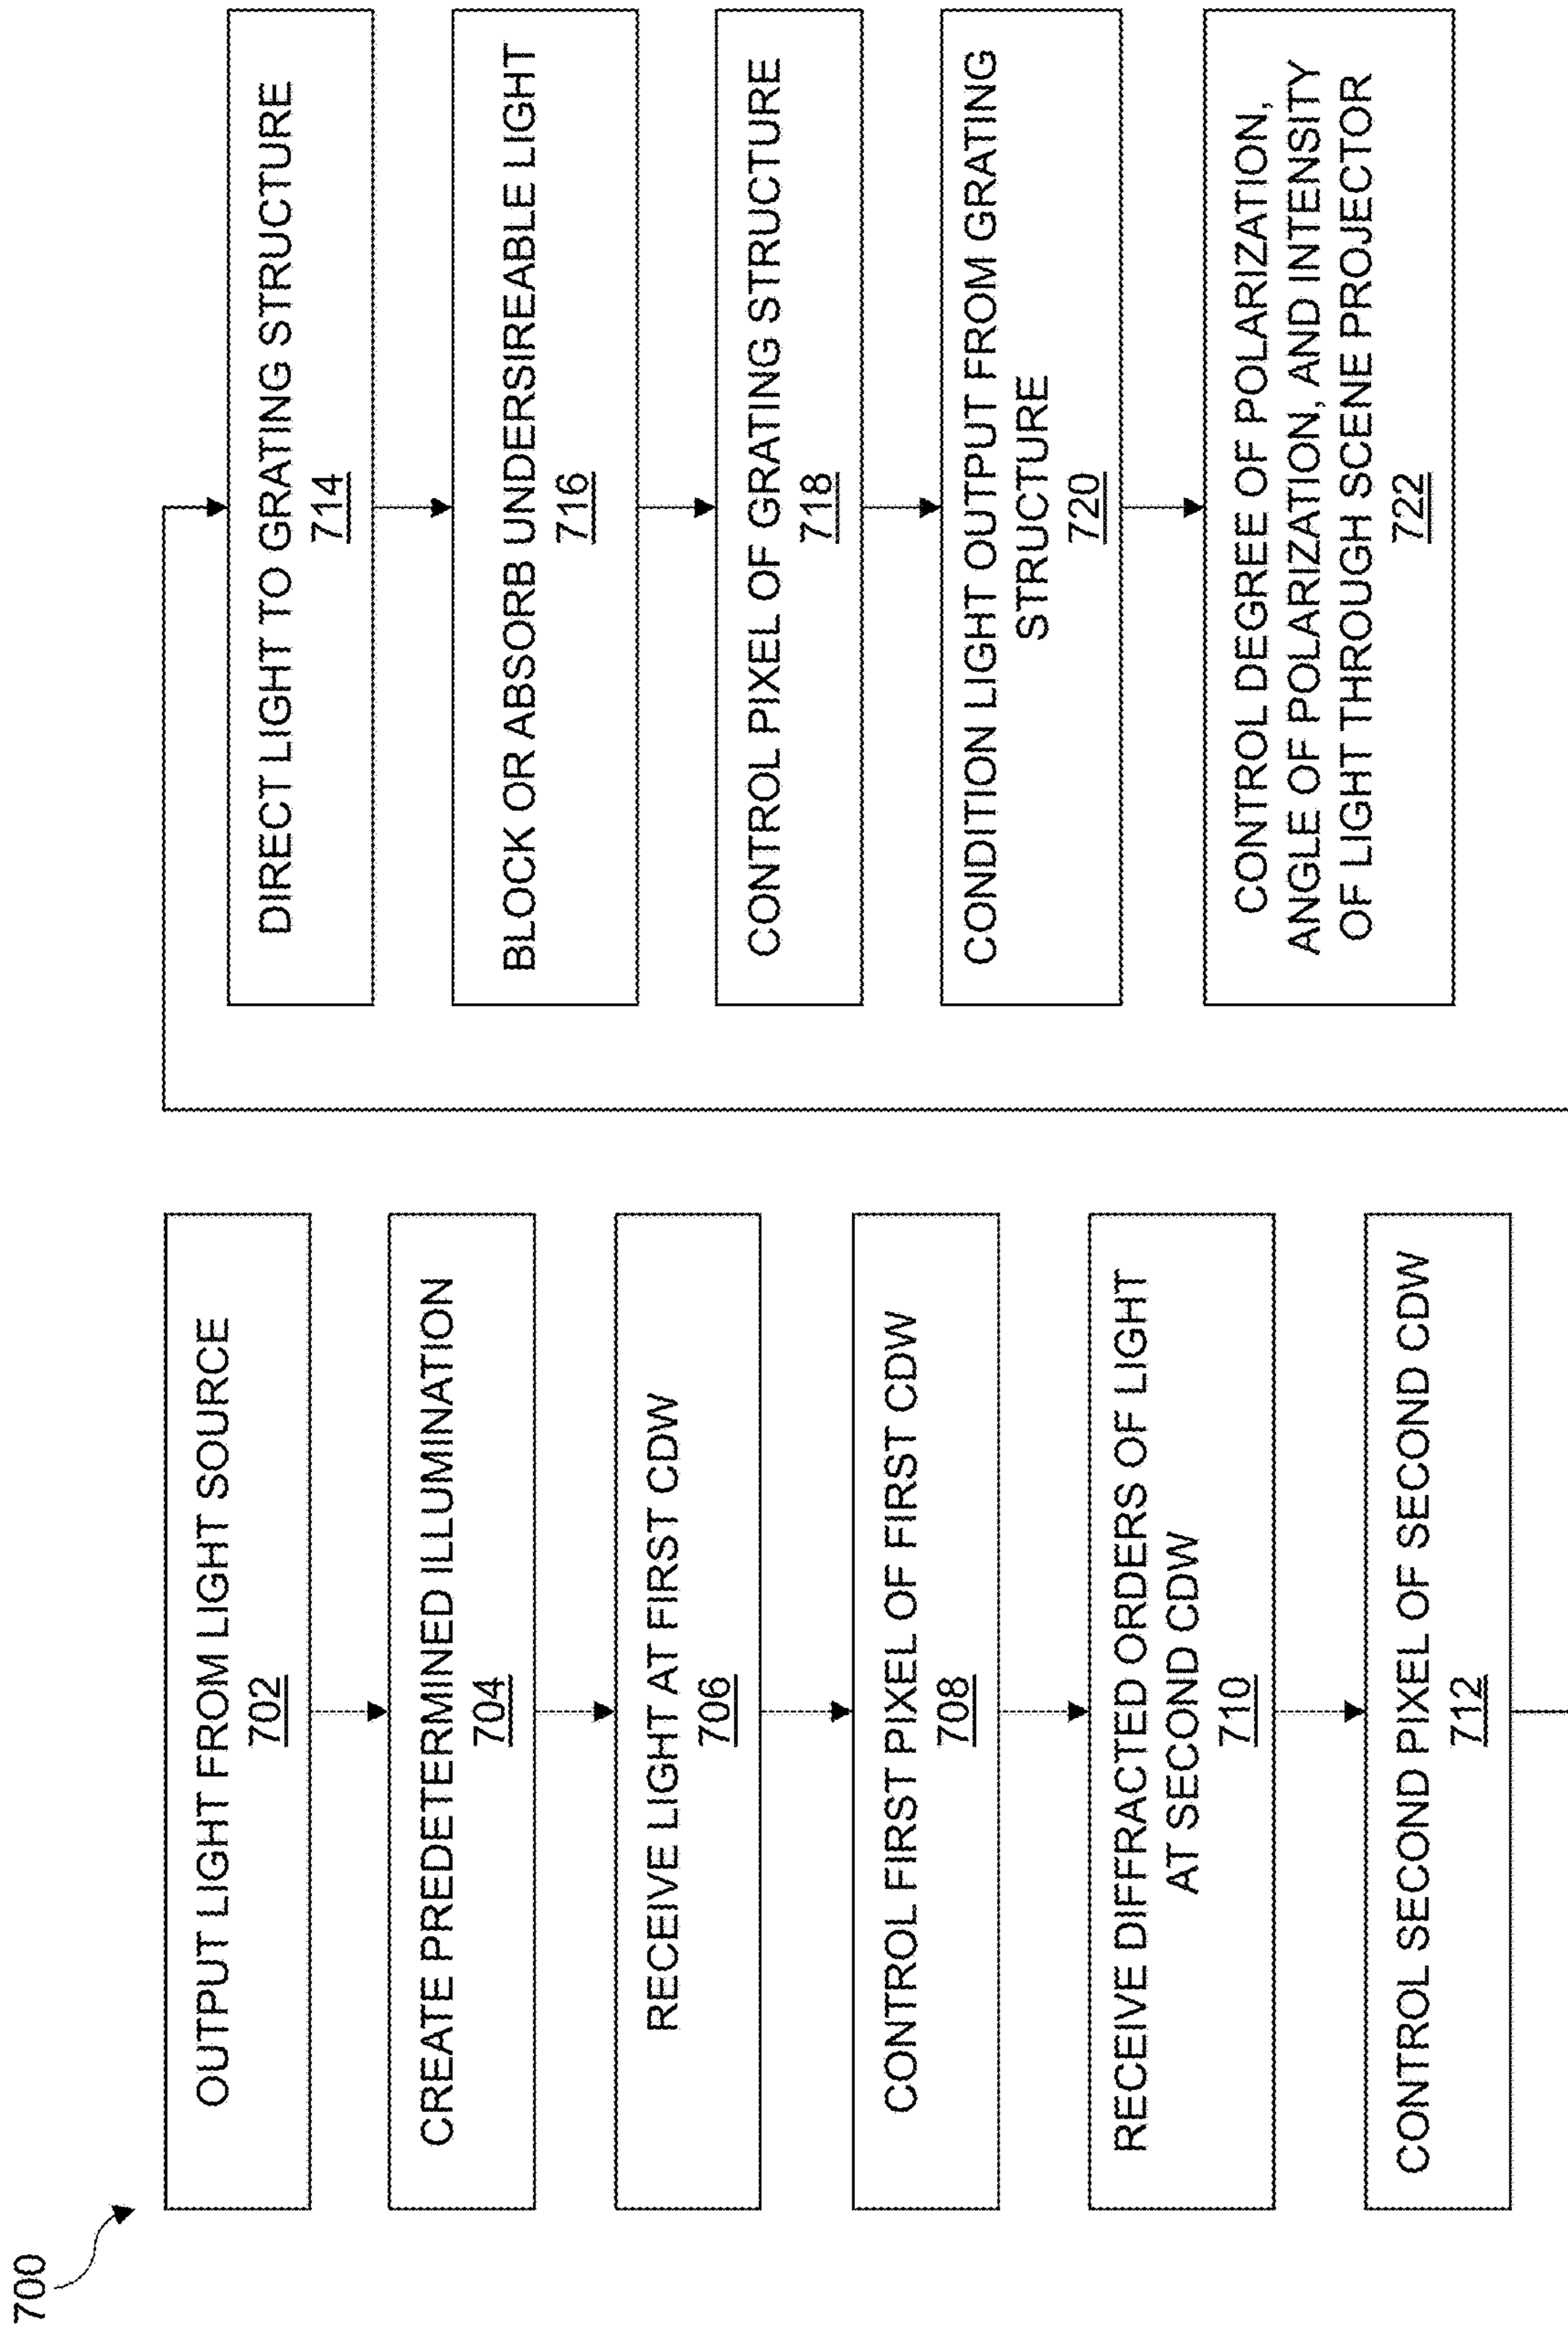 700
OUTPUT LIGHT FROM LIGHT SOURCE
702
CREATE PREDETERMINED ILLUMINATION
704
RECEIVE LIGHT AT FIRST CDW
706
CONTROL FIRST PIXEL OF FIRST CDW
708
RECEIVE DIFFRACTED ORDERS OF LIGHT
AT SECOND CDW
710
CONTROL SECOND PIXEL OF SECOND CDW
712
DIRECT LIGHT TO GRATING STRUCTURE
714
BLOCK OR ABSORB UNDERSIREABLE LIGHT
716
CONTROL PIXEL OF GRATING STRUCTURE
718
CONDITION LIGHT OUTPUT FROM GRATING
STRUCTURE
720
CONTROL DEGREE OF POLARIZATION,
ANGLE OF POLARIZATION, AND INTENSITY
OF LIGHT THROUGH SCENE PROJECTOR
722